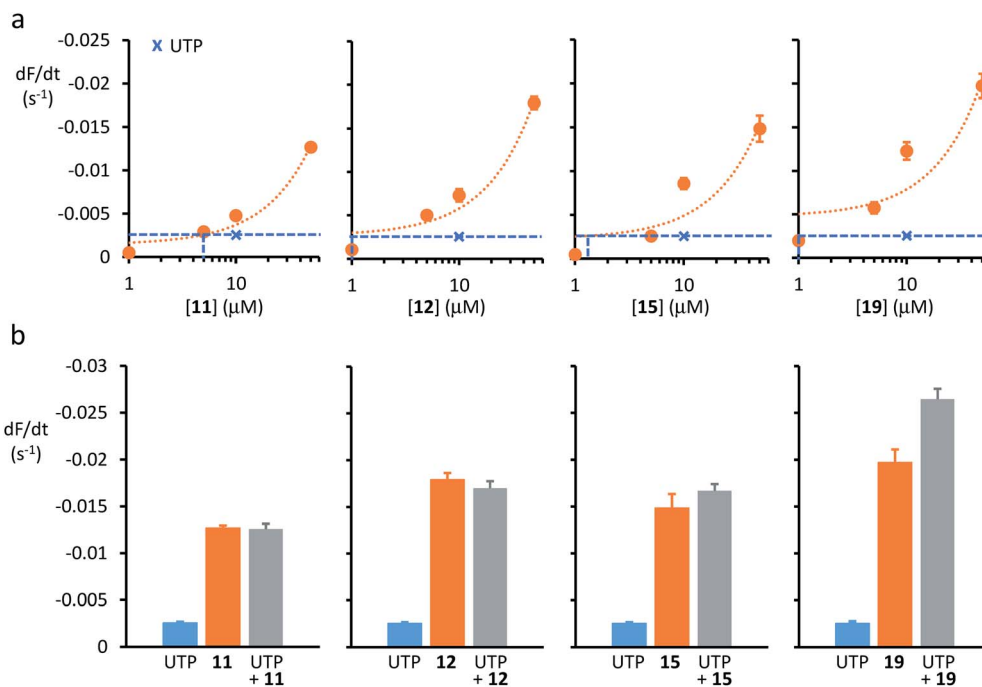 a
-0.025
× UTP
dF/dt
(s⁻¹)
-0.02
-0.015
-0.01
-0.005
0
1 10
[11] (µM)
1 10
[12] (µM)
1 10
[15] (µM)
1 10
[19] (µM)
b
-0.03
dF/dt
(s⁻¹)
-0.025
-0.02
-0.015
-0.01
-0.005
0
UTP 11 UTP
+ 11
UTP 12 UTP
+ 12
UTP 15 UTP
+ 15
UTP 19 UTP
+ 19